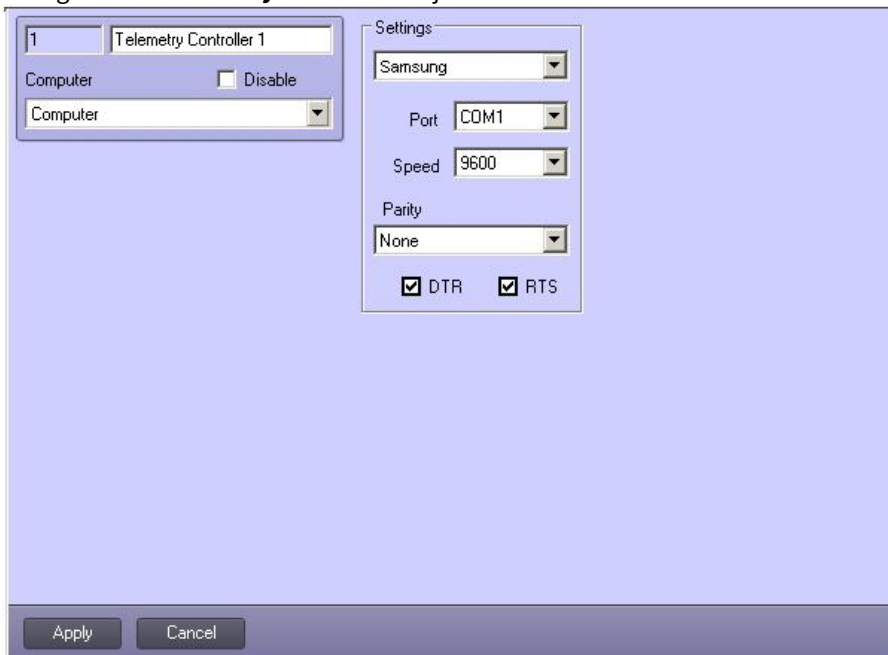 1 Telemetry Controller 1
Computer Disable
Computer
Settings
Samsung
Port COM1
Speed 9600
Parity
None
DTR RTS
Apply Cancel